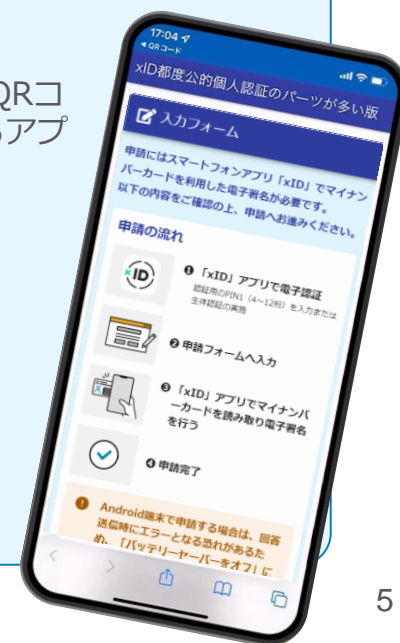 QRコ
るアプ
17:04
◀ QRコード
xID都度公的個人認証のパーツが多い版
入力フォーム
申請にはスマートフォンアプリ「xID」でマイナン
バーカードを利用した電子署名が必要です。
以下の内容をご確認の上、申請へお進みください。
申請の流れ
xID
❶ 「xID」アプリで電子認証
認証用のPIN1（4～12桁）を入力または
生体認証の実施
❷ 申請フォームへ入力
❸ 「xID」アプリでマイナンバ
ーカードを読み取り電子署名
を行う
❹ 申請完了
Android端末で申請する場合は、回答
送信時にエラーとなる恐れがあるた
め、「バッテリーセーバーをオフ」に
5